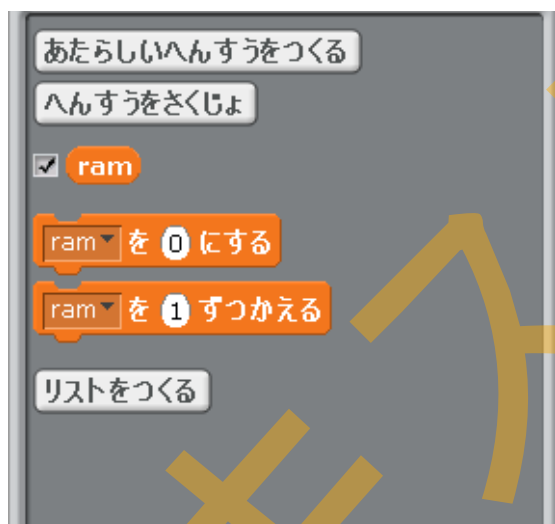 あたらしいへんすうをつくる
へんすうをさくじょ
ram
ram を 0 にする
ram を 1 ずつかえる
リストをつくる